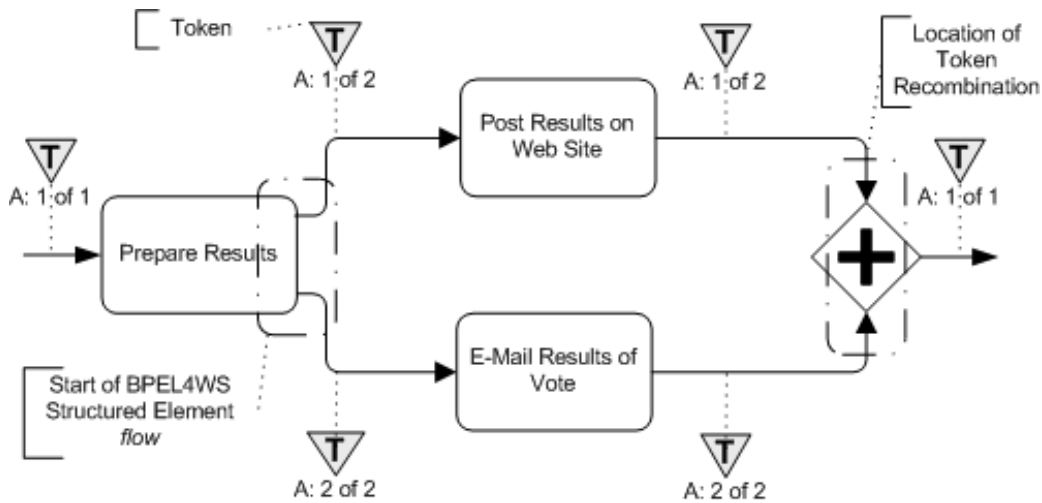 Token
T
A: 1 of 2
T
A: 1 of 2
Location of
Token
Recombination
T
A: 1 of 1
Post Results on
Web Site
T
A: 1 of 1
Prepare Results
E-Mail Results of
Vote
Start of BPEL4WS
Structured Element
flow
T
A: 2 of 2
T
A: 2 of 2